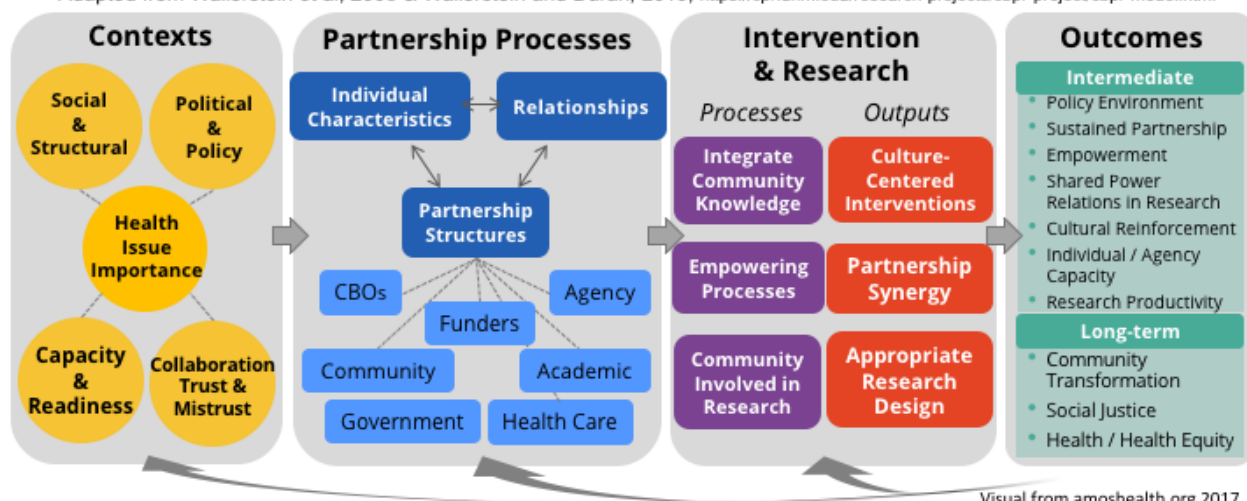 Contexts
Social
&
Structural
Political
&
Policy
Health
Issue
Importance
Capacity
&
Readiness
Collaboration
Trust &
Mistrust
Partnership Processes
Individual
Characteristics
Relationships
Partnership
Structures
CBOs
Agency
Funders
Community
Academic
Government
Health Care
Intervention
& Research
Processes
Outputs
Integrate
Community
Knowledge
Culture-
Centered
Interventions
Empowering
Processes
Partnership
Synergy
Community
Involved in
Research
Appropriate
Research
Design
Outcomes
Intermediate
• Policy Environment
• Sustained Partnership
• Empowerment
• Shared Power
Relations in Research
• Cultural Reinforcement
• Individual / Agency
Capacity
• Research Productivity
Long-term
• Community
Transformation
• Social Justice
• Health / Health Equity
Visual from amoshealth.org 2017